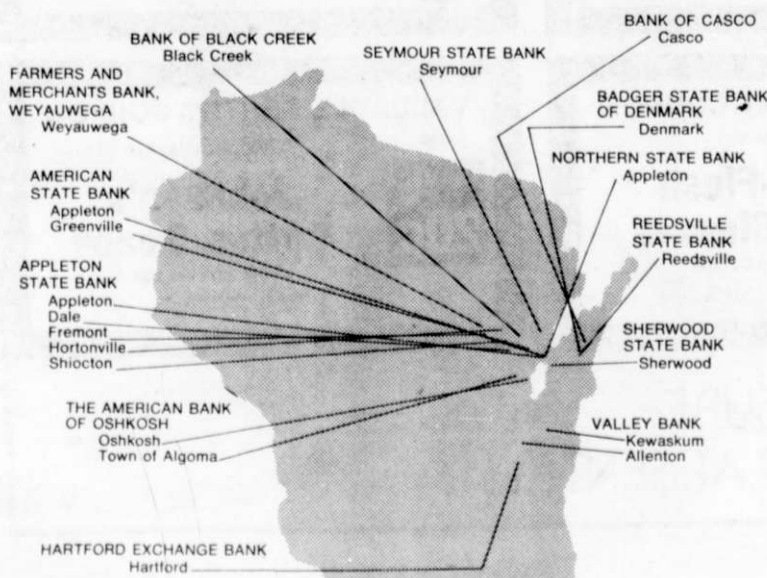 BANK OF BLACK CREEK
Black Creek
SEYMOUR STATE BANK
Seymour
BANK OF CASCO
Casco
FARMERS AND
MERCHANTS BANK,
WEYAUWEGA
Weyauwega
BADGER STATE BANK
OF DENMARK
Denmark
NORTHERN STATE BANK
Appleton
AMERICAN
STATE BANK
Appleton
Greenville
REEDSVILLE
STATE BANK
Reedsville
APPLETON
STATE BANK
Appleton
Dale
Fremont
Hortonville
Shiocton
SHERWOOD
STATE BANK
Sherwood
THE AMERICAN BANK
OF OSHKOSH
Oshkosh
Town of Algoma
VALLEY BANK
Kewaskum
Allenton
HARTFORD EXCHANGE BANK
Hartford